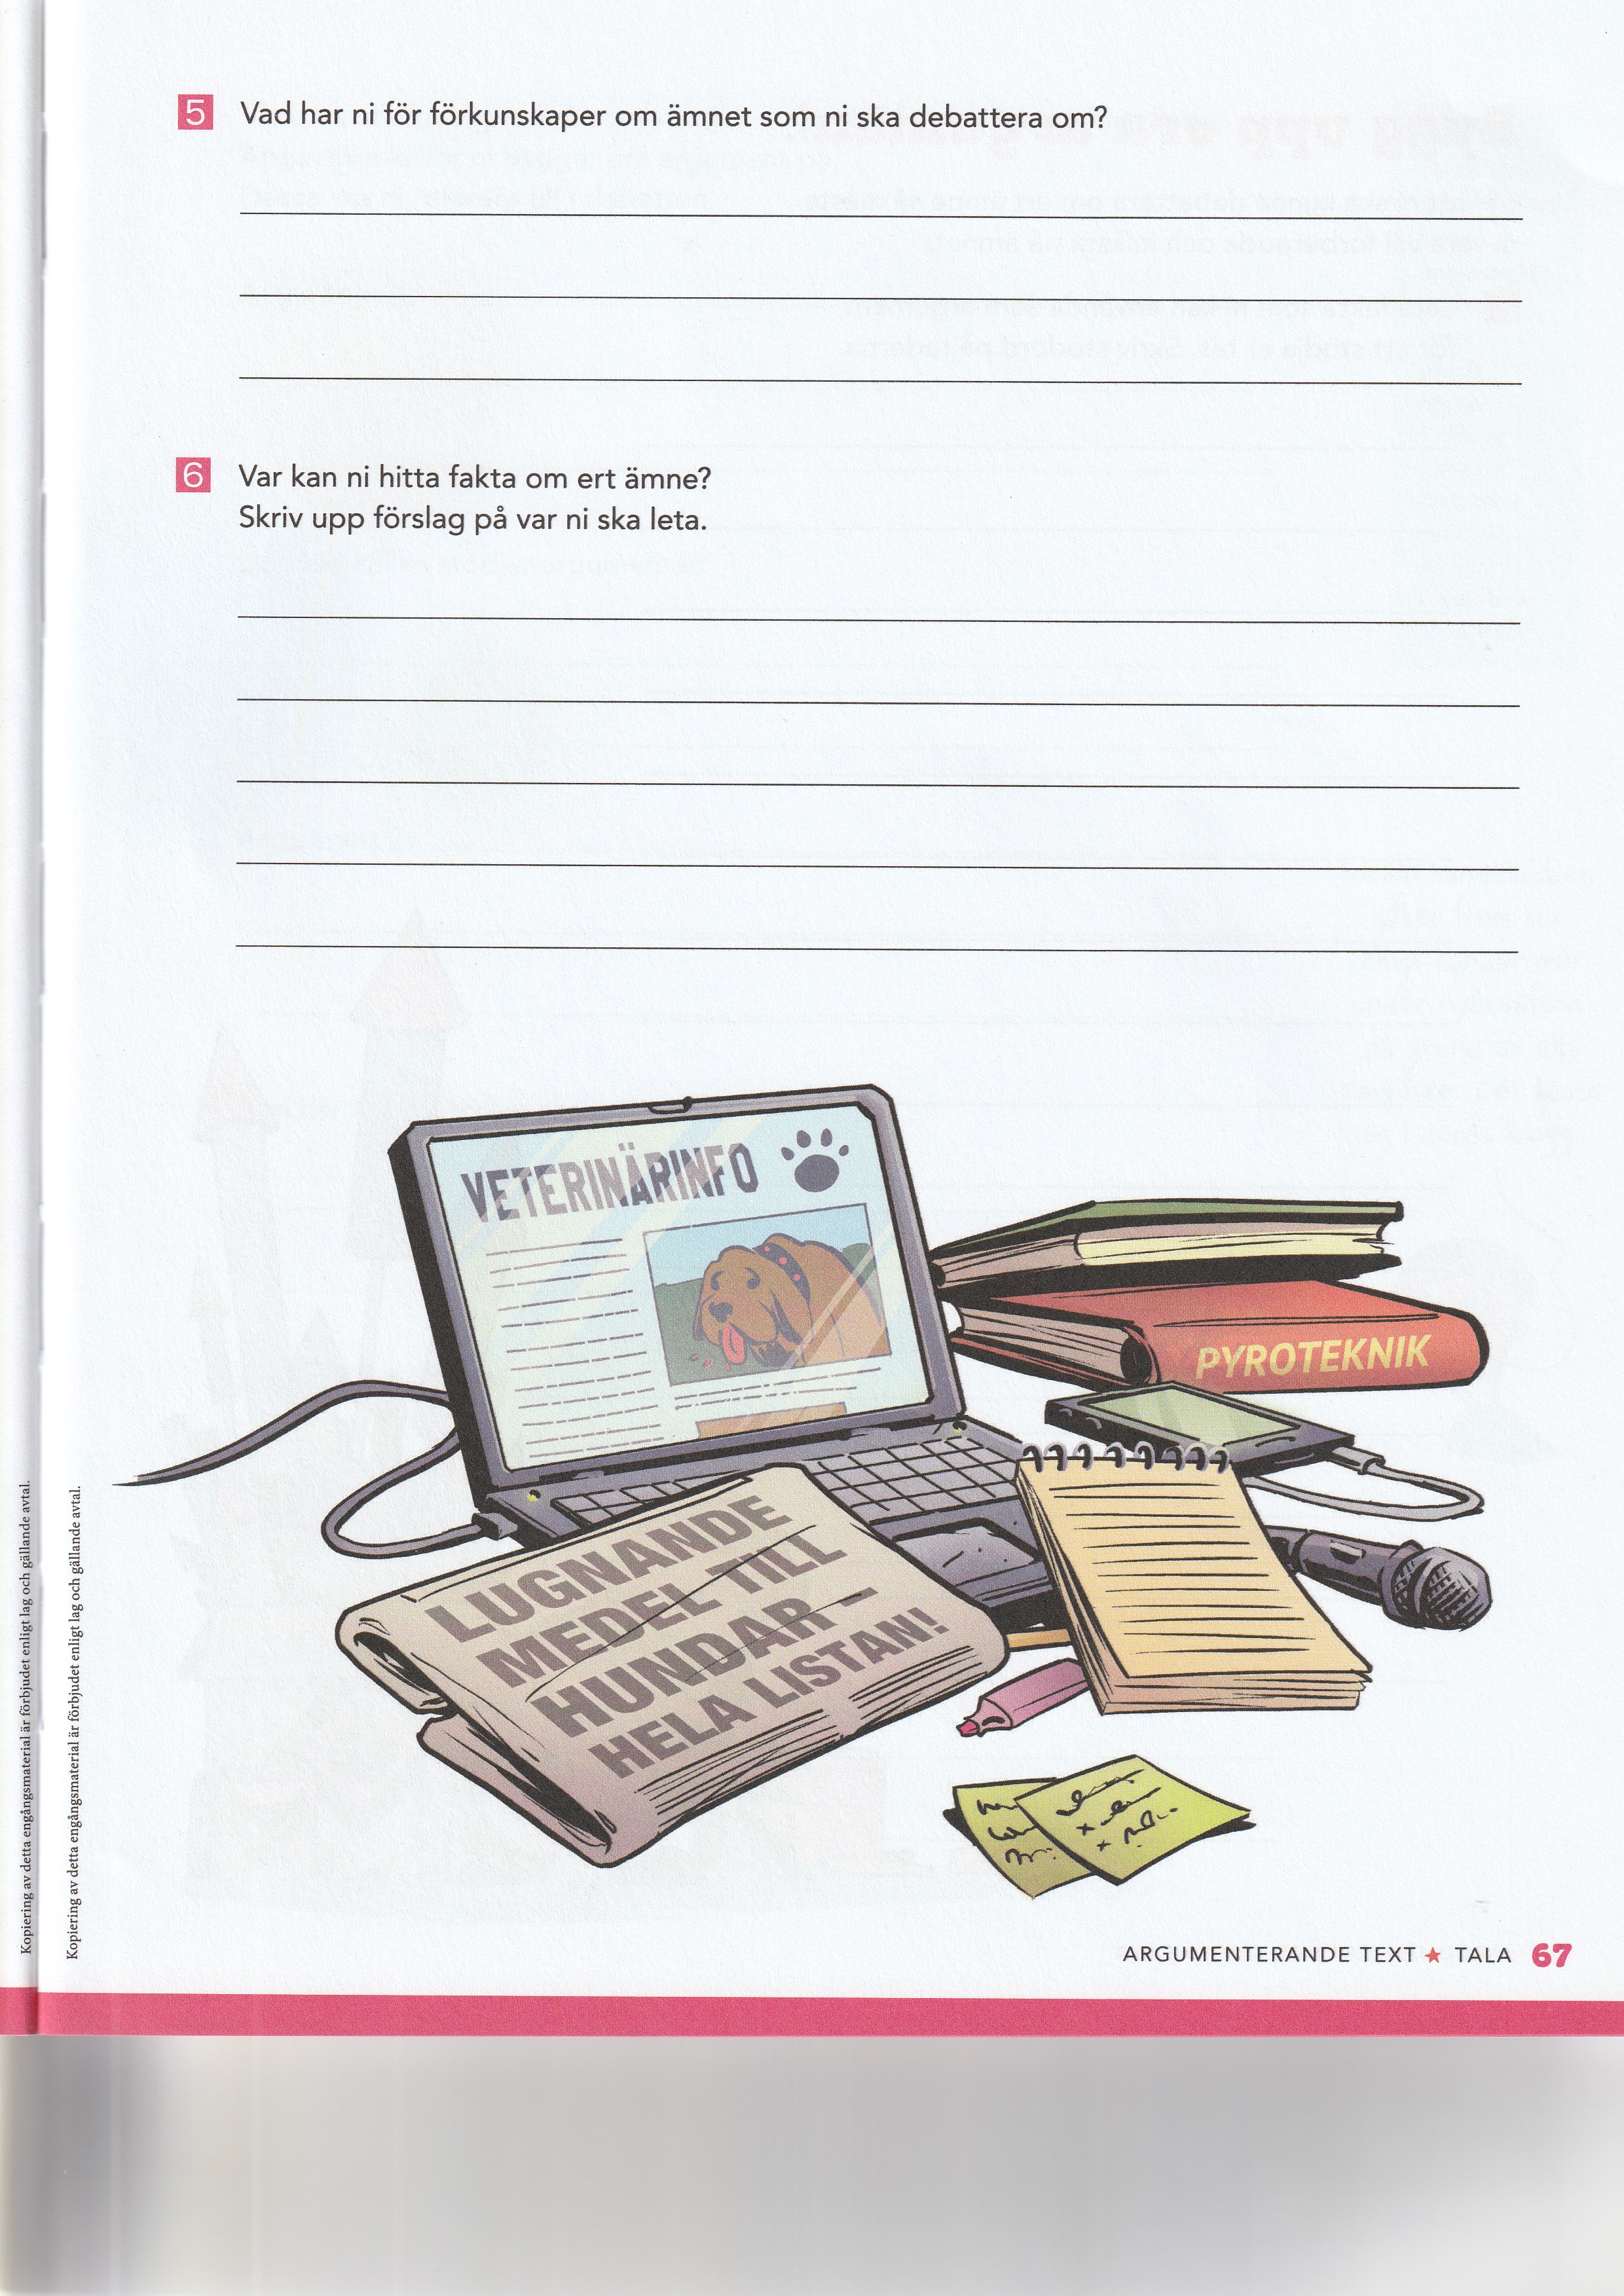 5 Vad har ni för förkunskaper om ämnet som ni ska debattera om?
6 Var kan ni hitta fakta om ert ämne?
Skriv upp förslag på var ni ska leta.
VETERINÄRINFO
PYROTEKNIK
LUGNANDE
MEDEL TILL
HUNDAR –
HELA LISTAN!
Kopiering av detta engångsmaterial är förbjudet enligt lag och gällande avtal.
Kopiering av detta engångsmaterial är förbjudet enligt lag och gällande avtal.
ARGUMENTERANDE TEXT ★ TALA 67